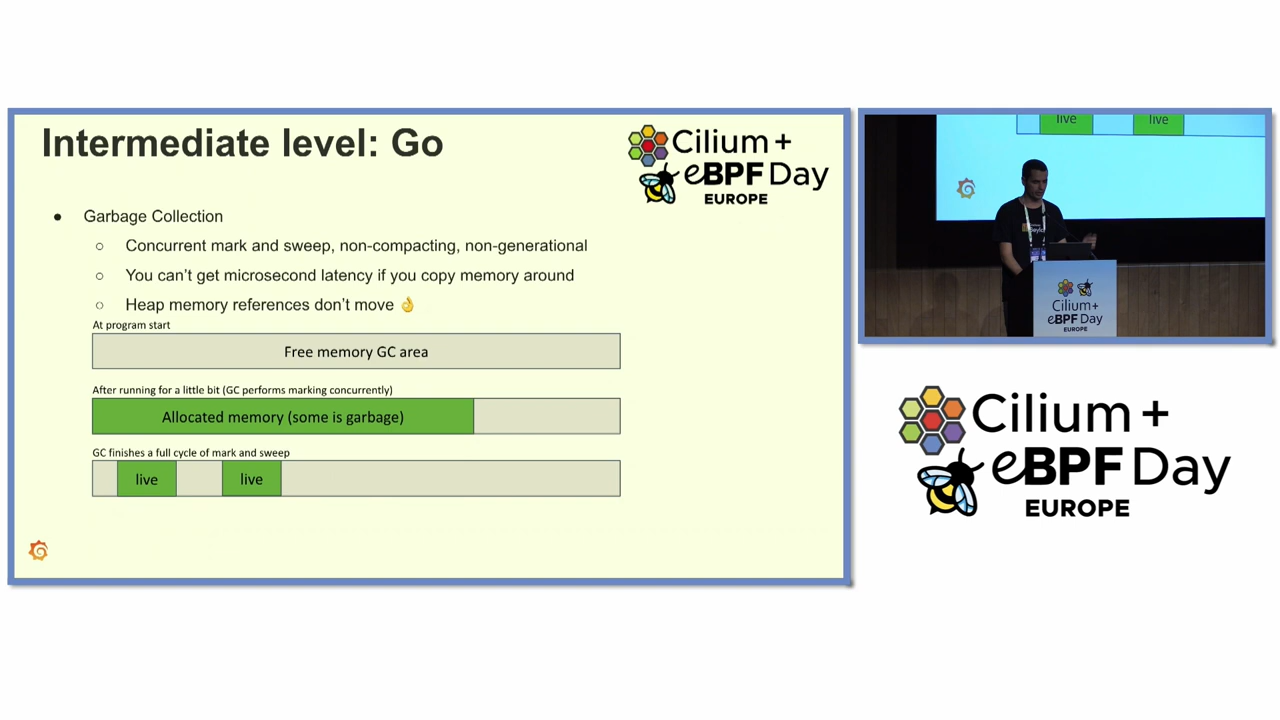 Intermediate level: Go
Cilium +
eBPF Day
EUROPE
● Garbage Collection
○ Concurrent mark and sweep, non-compacting, non-generational
○ You can’t get microsecond latency if you copy memory around
○ Heap memory references don’t move 👌
At program start
Free memory GC area
After running for a little bit (GC performs marking concurrently)
Allocated memory (some is garbage)
GC finishes a full cycle of mark and sweep
live live
live live
Cilium+
eBPF Day
EUROPE
Cilium +
eBPF Day
EUROPE